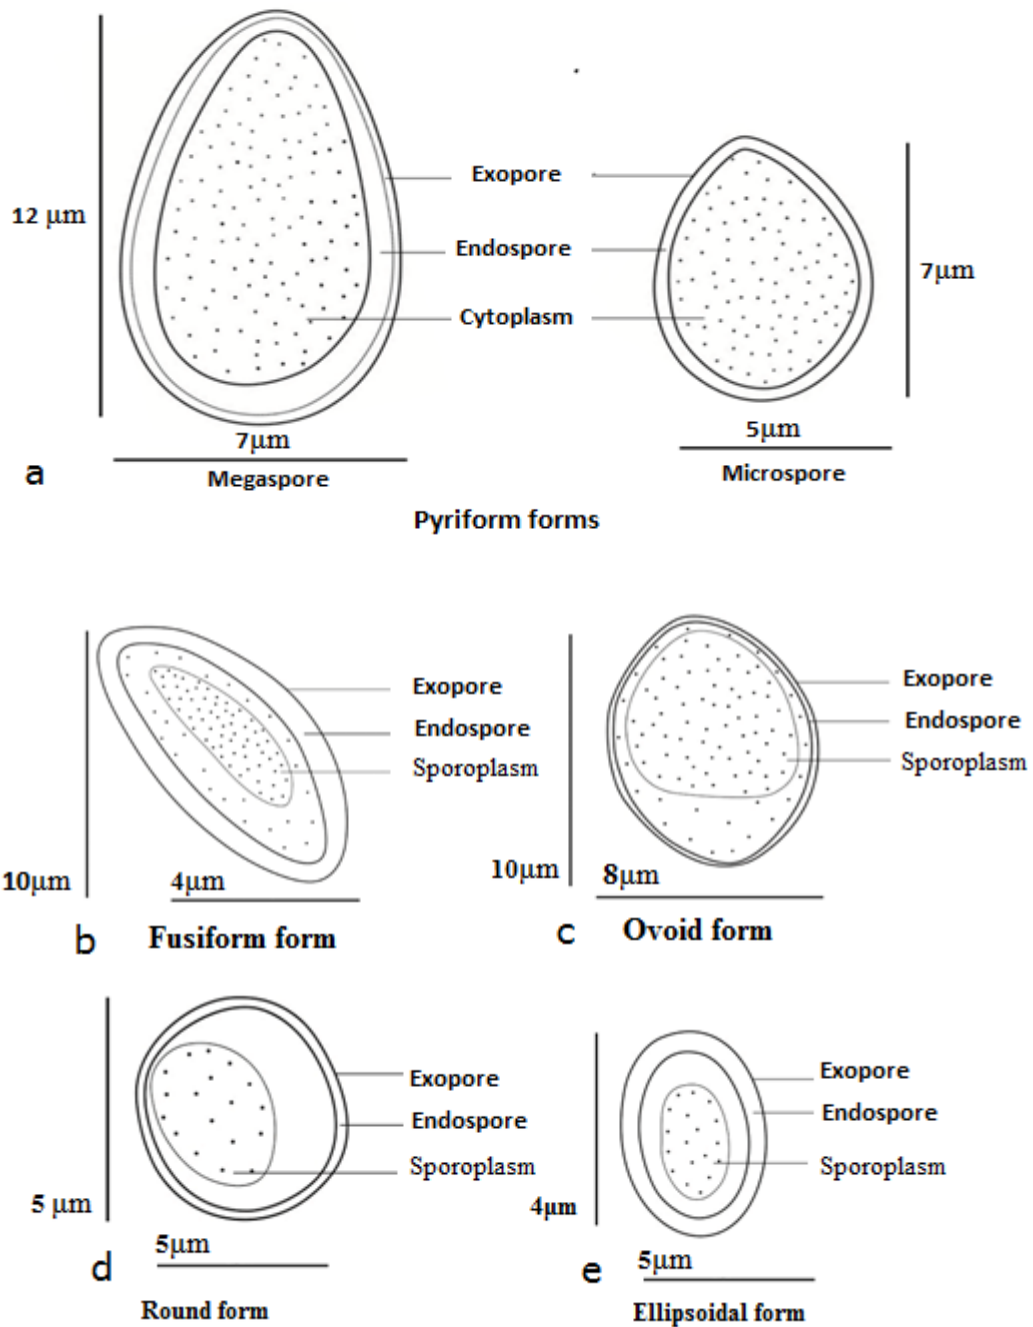 12 μm
Exopore
Endospore
Cytoplasm
7μm
7μm
Megaspore
5μm
Microspore
a
Pyriform forms
Exopore
Endospore
Sporoplasm
10μm
4μm
b
Fusiform form
Exopore
Endospore
Sporoplasm
10μm
8μm
c
Ovoid form
Exopore
Endospore
Sporoplasm
5 μm
5μm
d
Round form
Exopore
Endospore
Sporoplasm
4μm
5μm
e
Ellipsoidal form